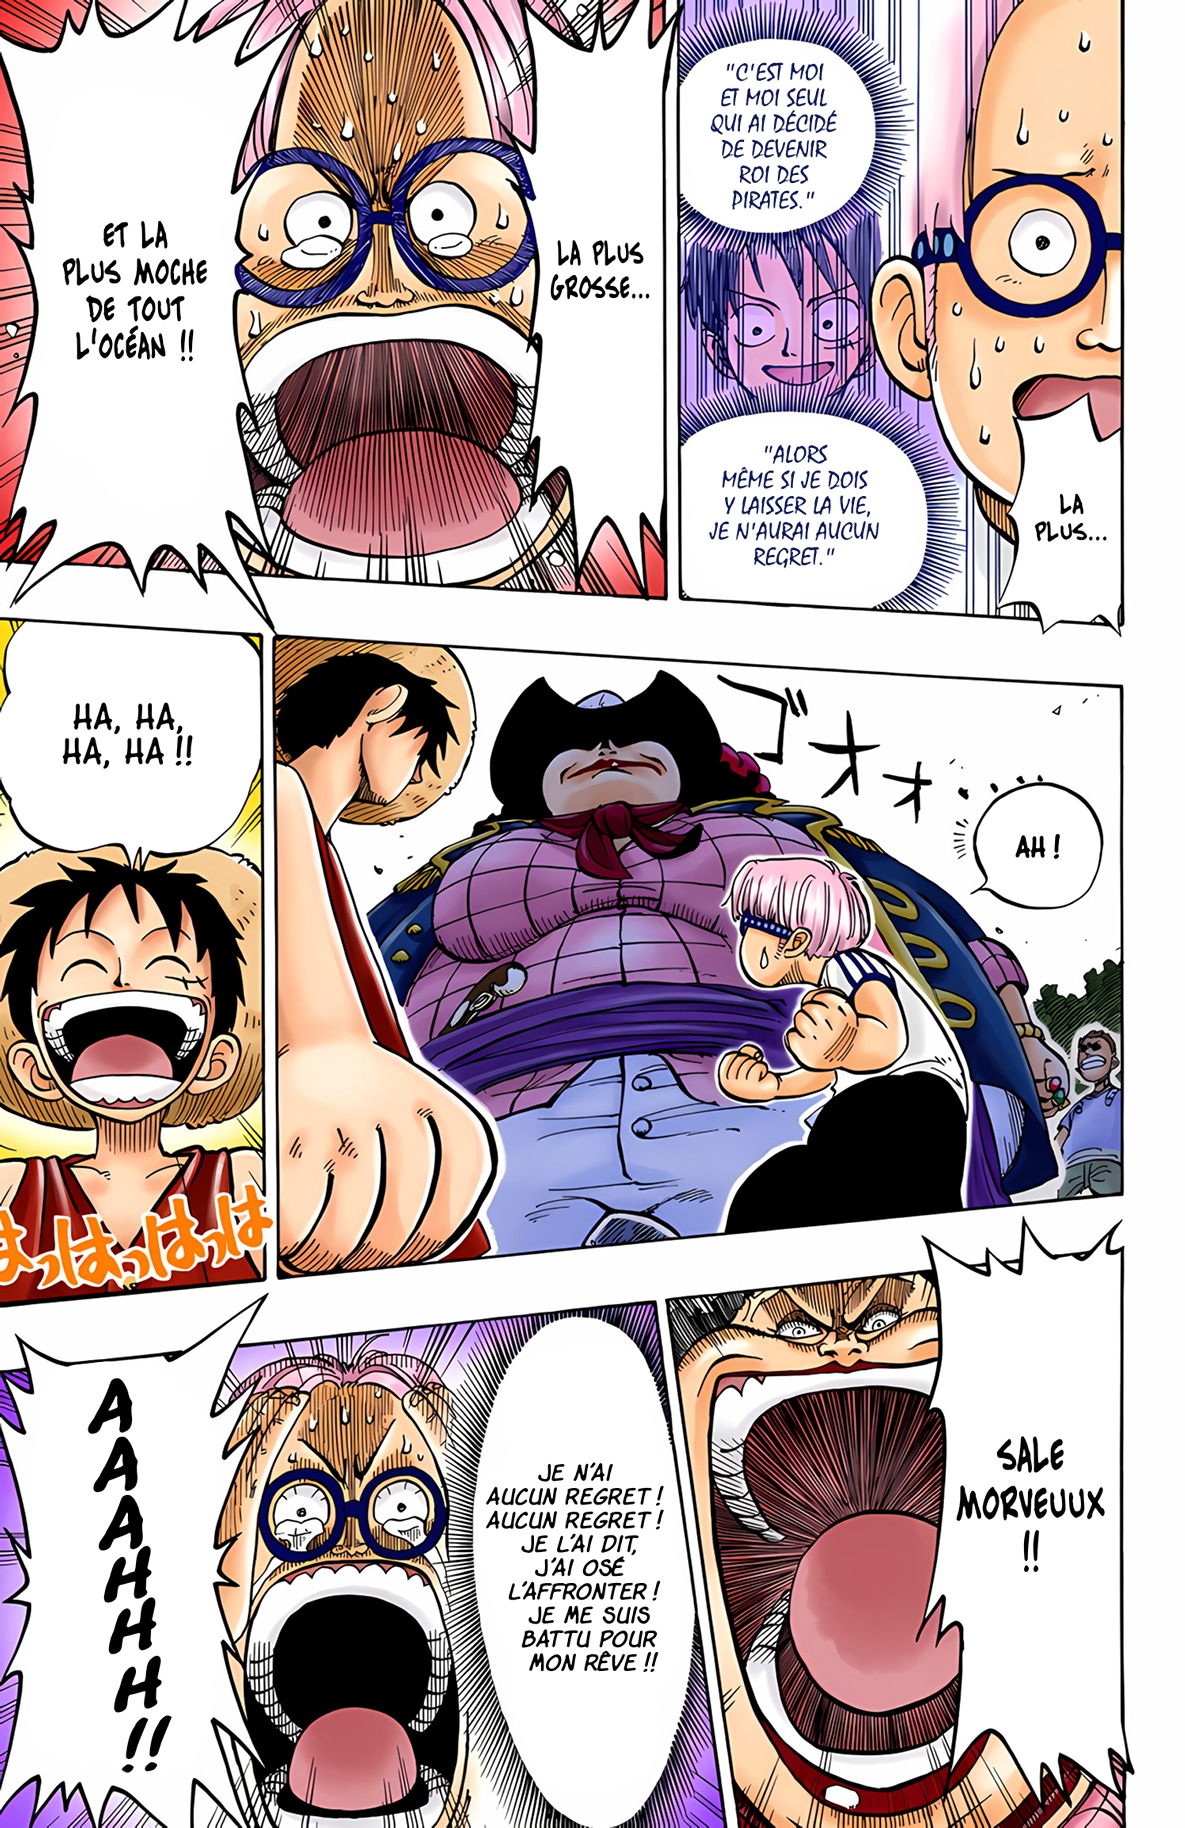 "C'EST MOI
ET MOI SEUL
QUI AI DÉCIDÉ
DE DEVENIR
ROI DES
PIRATES."
"ALORS
MÊME SI JE DOIS
Y LAISSER LA VIE,
JE N'AURAI AUCUN
REGRET."
LA
PLUS...
LA PLUS
GROSSE...
ET LA
PLUS MOCHE
DE TOUT
L'OCÉAN !!
AH !
ゴオオ...
HA, HA,
HA, HA !!
はっはっはっは
SALE
MORVEUUX
!!
JE N'AI
AUCUN REGRET !
AUCUN REGRET !
JE L'AI DIT,
J'AI OSÉ
L'AFFRONTER !
JE ME SUIS
BATTU POUR
MON RÊVE !!
AAAHHH!!